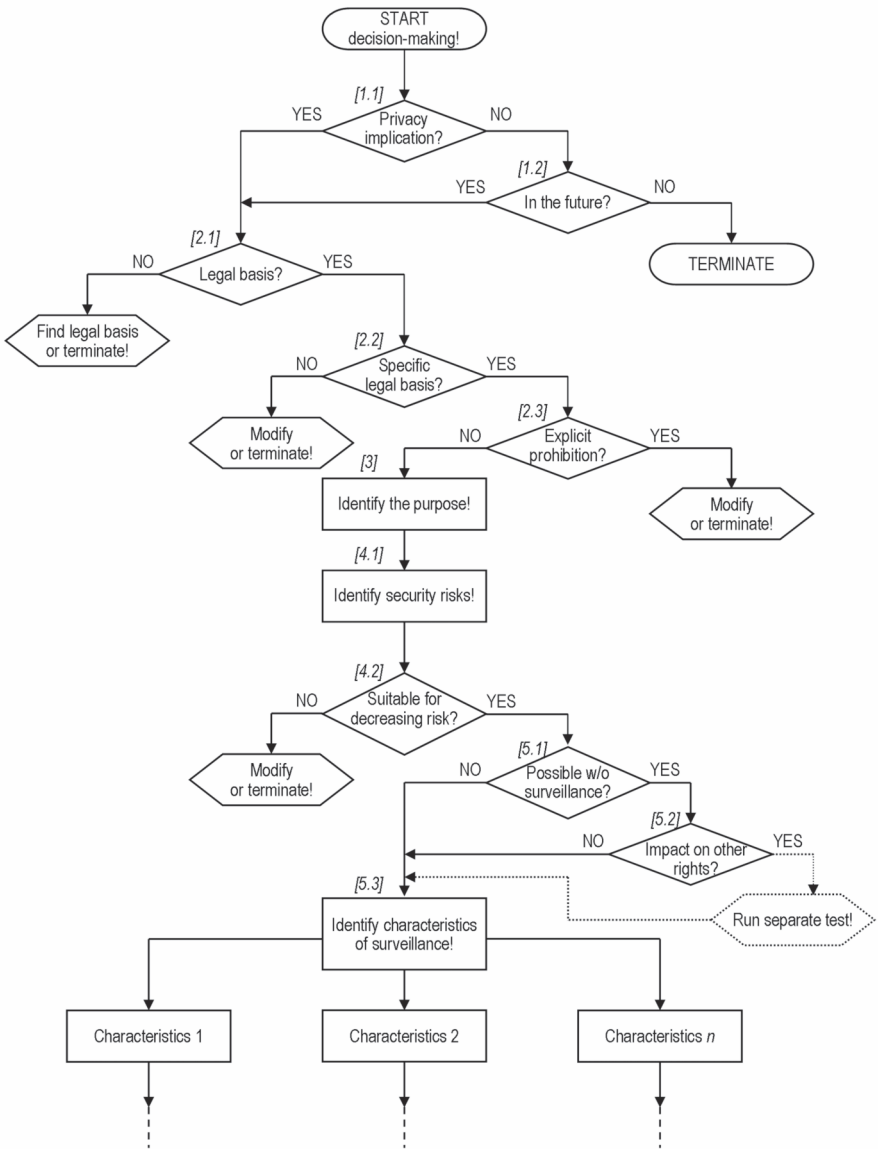 START
decision-making!
[1.1]
YES
Privacy
implication?
NO
[1.2]
YES
In the future?
NO
[2.1]
NO
Legal basis?
YES
TERMINATE
Find legal basis
or terminate!
[2.2]
NO
Specific
legal basis?
YES
[2.3]
Modify
or terminate!
NO
Explicit
prohibition?
YES
[3]
Identify the purpose!
Modify
or terminate!
[4.1]
Identify security risks!
[4.2]
NO
Suitable for
decreasing risk?
YES
[5.1]
Modify
or terminate!
NO
Possible w/o
surveillance?
YES
[5.2]
NO
Impact on other
rights?
YES
[5.3]
Identify characteristics
of surveillance!
Run separate test!
Characteristics 1
Characteristics 2
Characteristics n